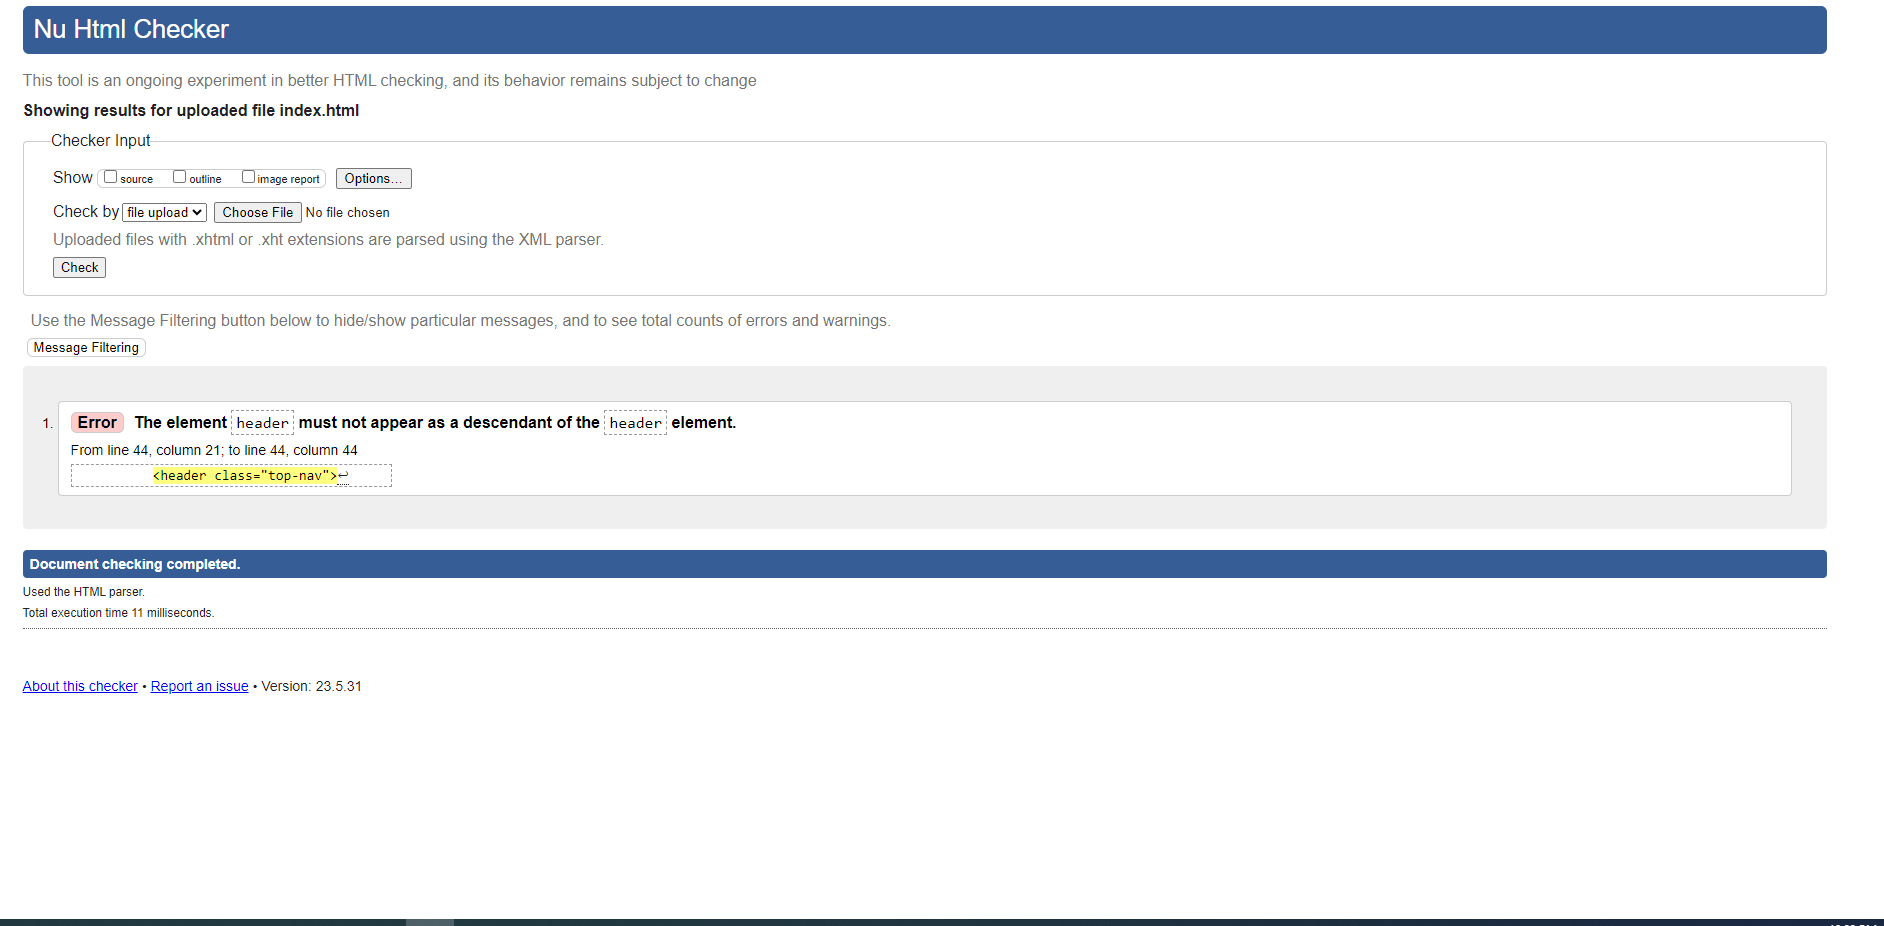 Nu Html Checker
This tool is an ongoing experiment in better HTML checking, and its behavior remains subject to change
Showing results for uploaded file index.html
Checker Input
Show source outline image report Options...
Check by file upload Choose File No file chosen
Uploaded files with .xhtml or .xht extensions are parsed using the XML parser.
Check
Use the Message Filtering button below to hide/show particular messages, and to see total counts of errors and warnings.
Message Filtering
1. Error The element header must not appear as a descendant of the header element.
From line 44, column 21; to line 44, column 44
<header class="top-nav">↩
Document checking completed.
Used the HTML parser.
Total execution time 11 milliseconds.
About this checker • Report an issue • Version: 23.5.31